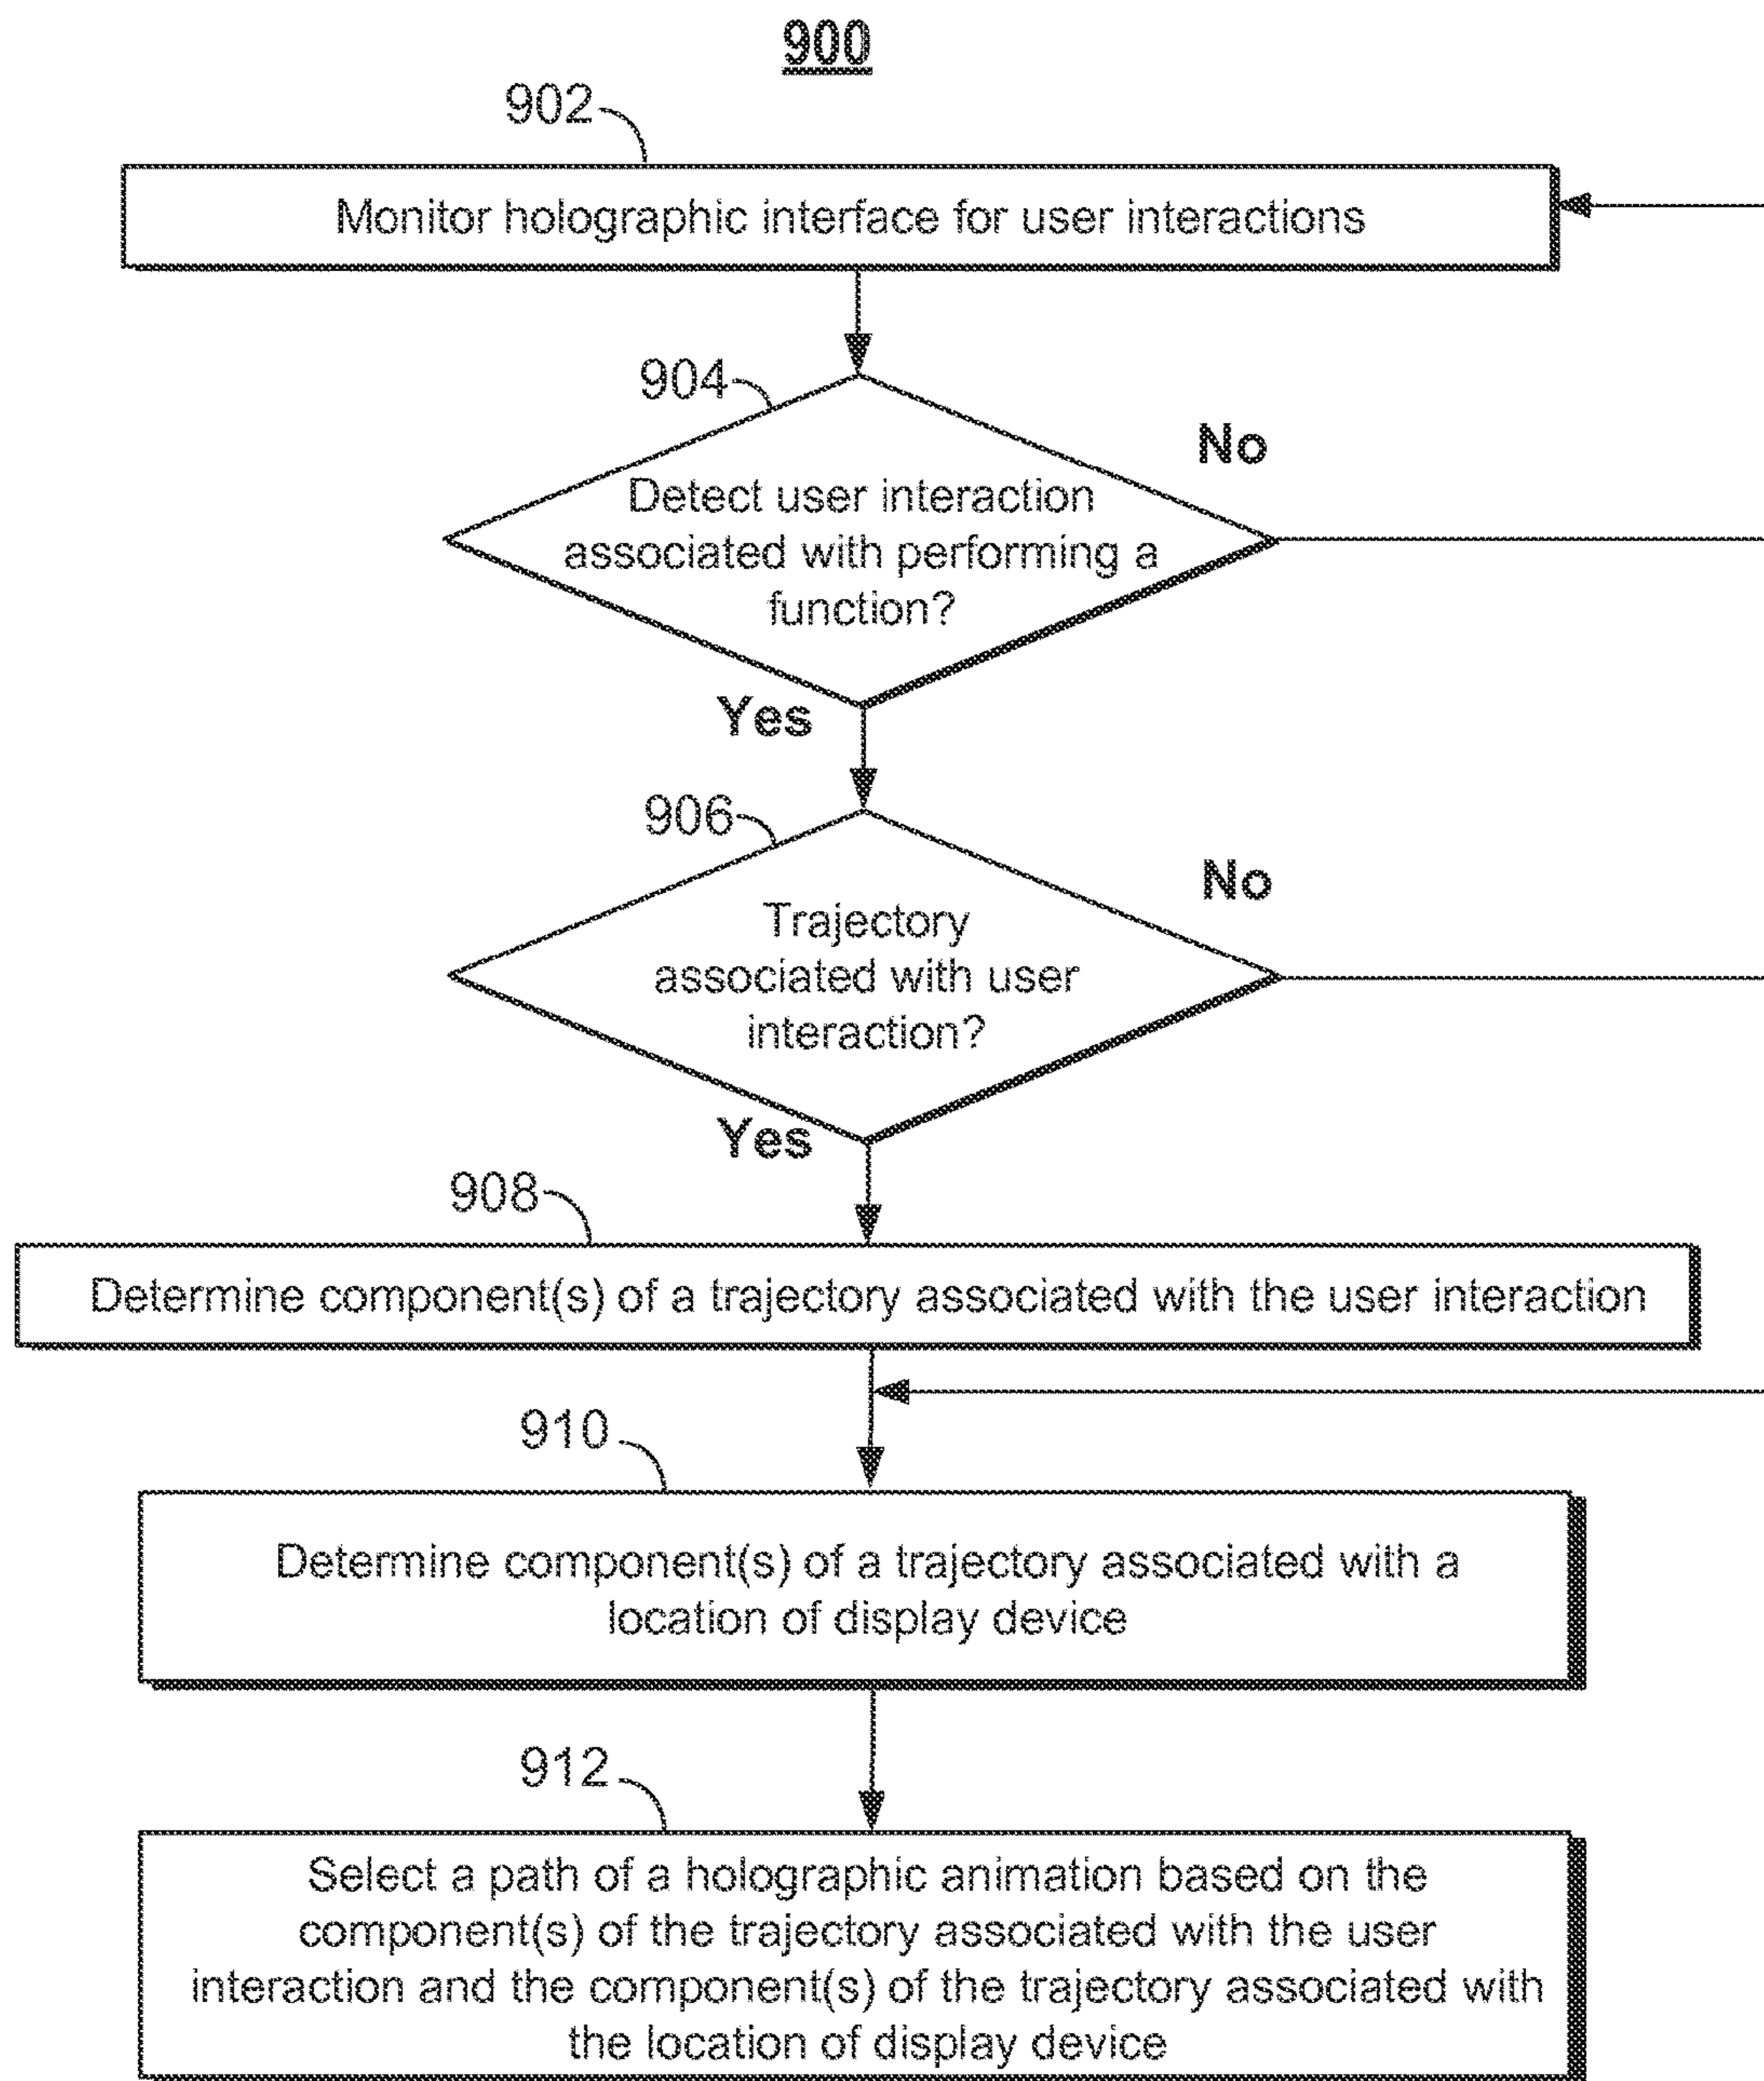 900
902
Monitor holographic interface for user interactions
904
No
Detect user interaction
associated with performing a
function?
Yes
906
No
Trajectory
associated with user
interaction?
Yes
908
Determine component(s) of a trajectory associated with the user interaction
910
Determine component(s) of a trajectory associated with a
location of display device
912
Select a path of a holographic animation based on the
component(s) of the trajectory associated with the user
interaction and the component(s) of the trajectory associated with
the location of display device